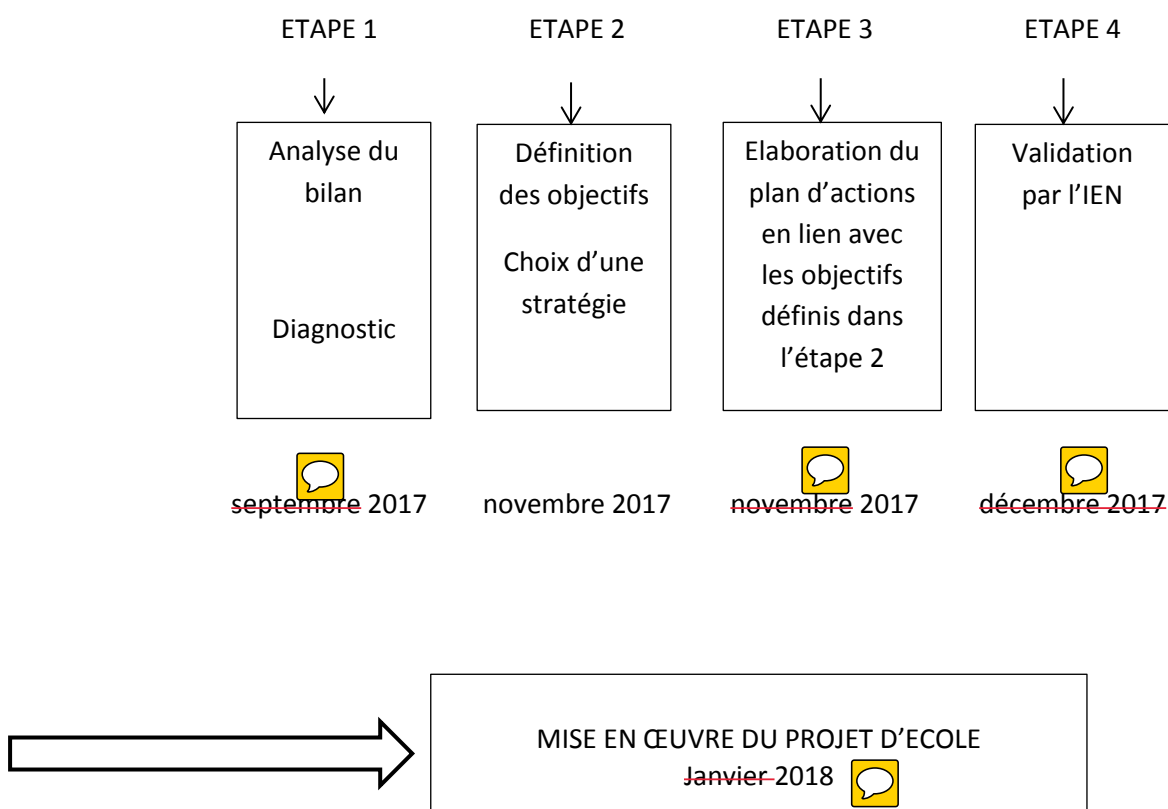 ETAPE 1
ETAPE 2
ETAPE 3
ETAPE 4
Analyse du
bilan
Diagnostic
Définition
des objectifs
Choix d’une
stratégie
Elaboration du
plan d’actions
en lien avec
les objectifs
définis dans
l’étape 2
Validation
par l’IEN
septembre 2017
novembre 2017
novembre 2017
décembre 2017
MISE EN ŒUVRE DU PROJET D’ECOLE
Janvier 2018